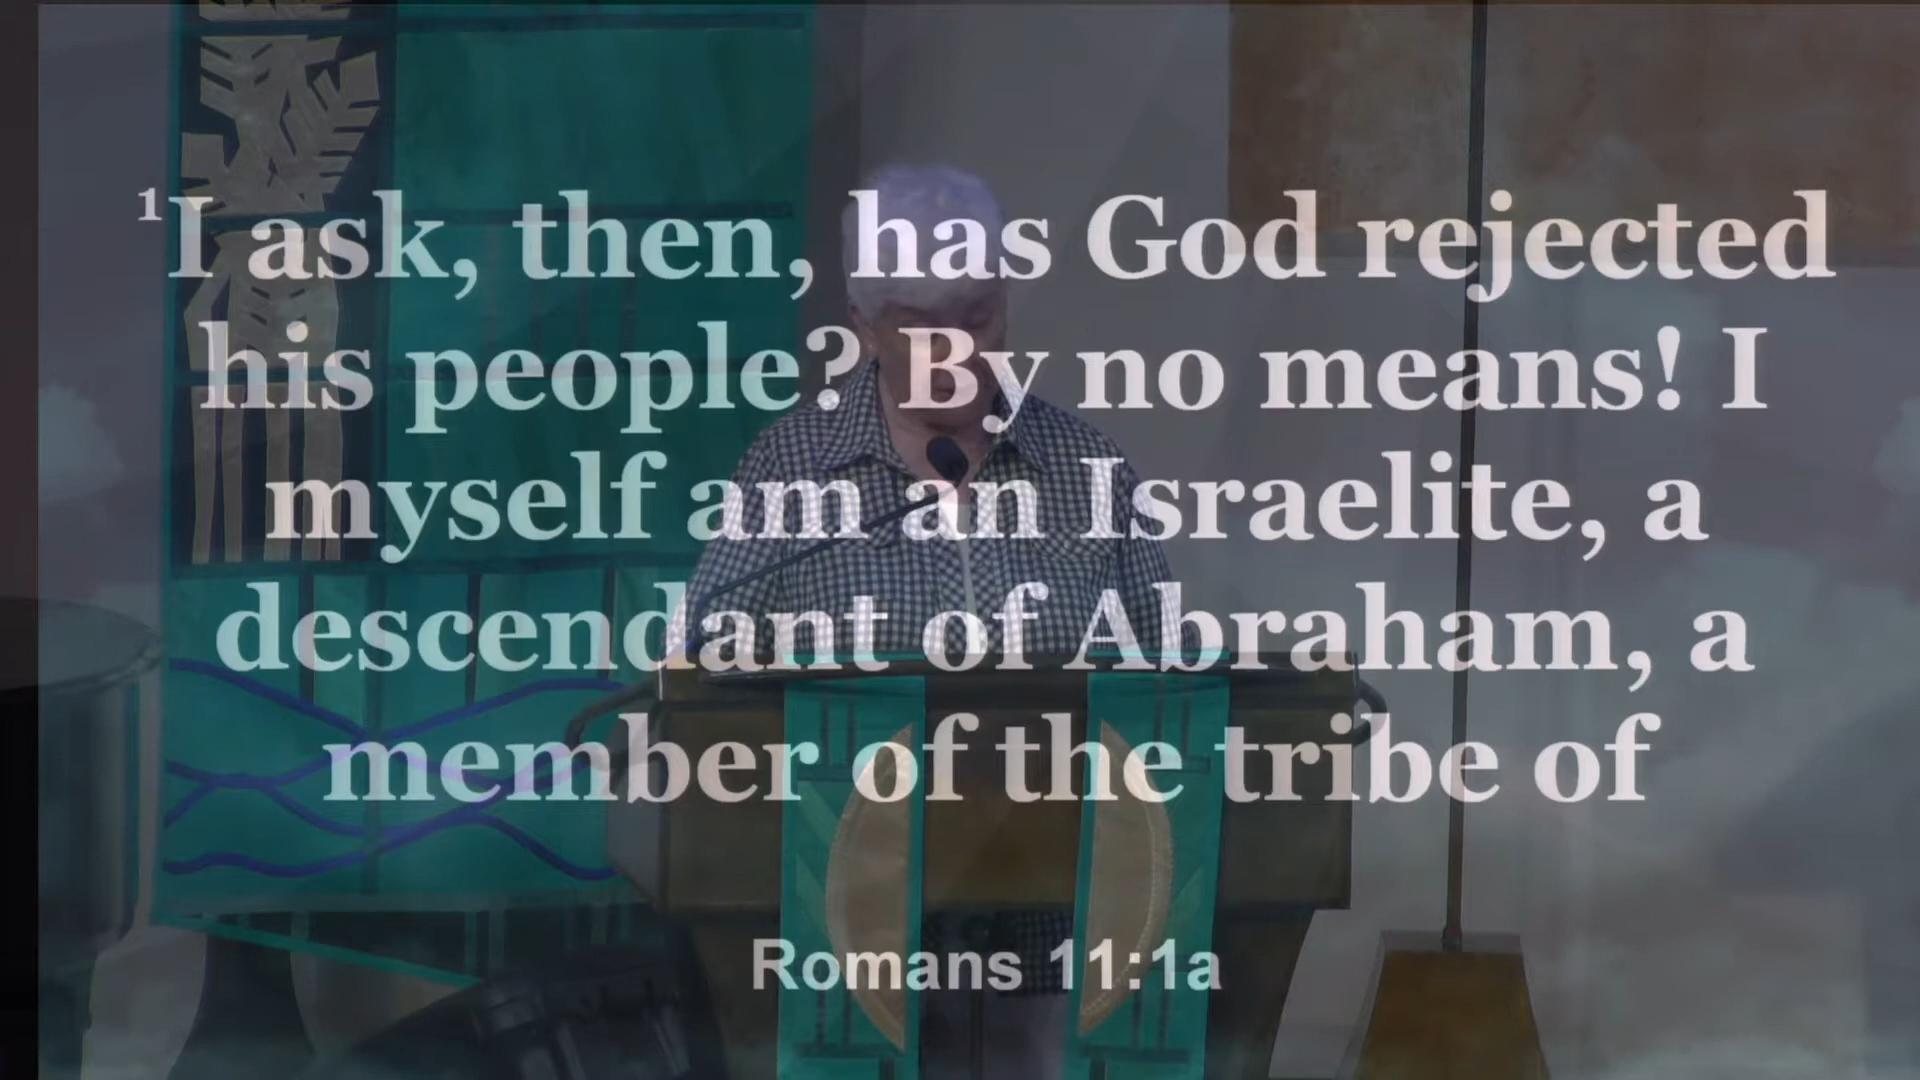 ¹I ask, then, has God rejected
his people? By no means! I
myself am an Israelite, a
descendant of Abraham, a
member of the tribe of
Romans 11:1a